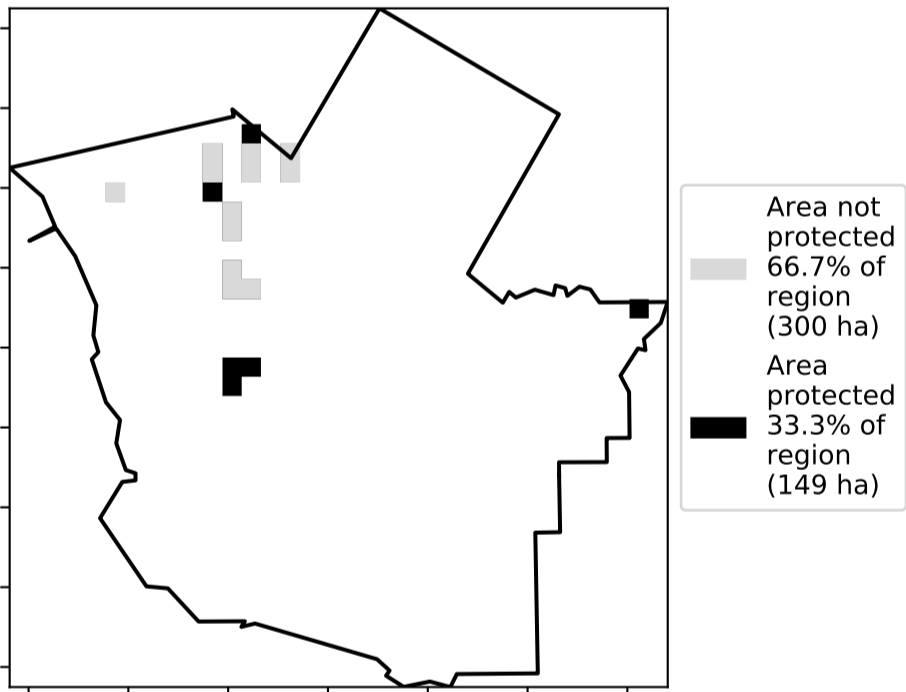 Area not
protected
66.7% of
region
(300 ha)
Area
protected
33.3% of
region
(149 ha)